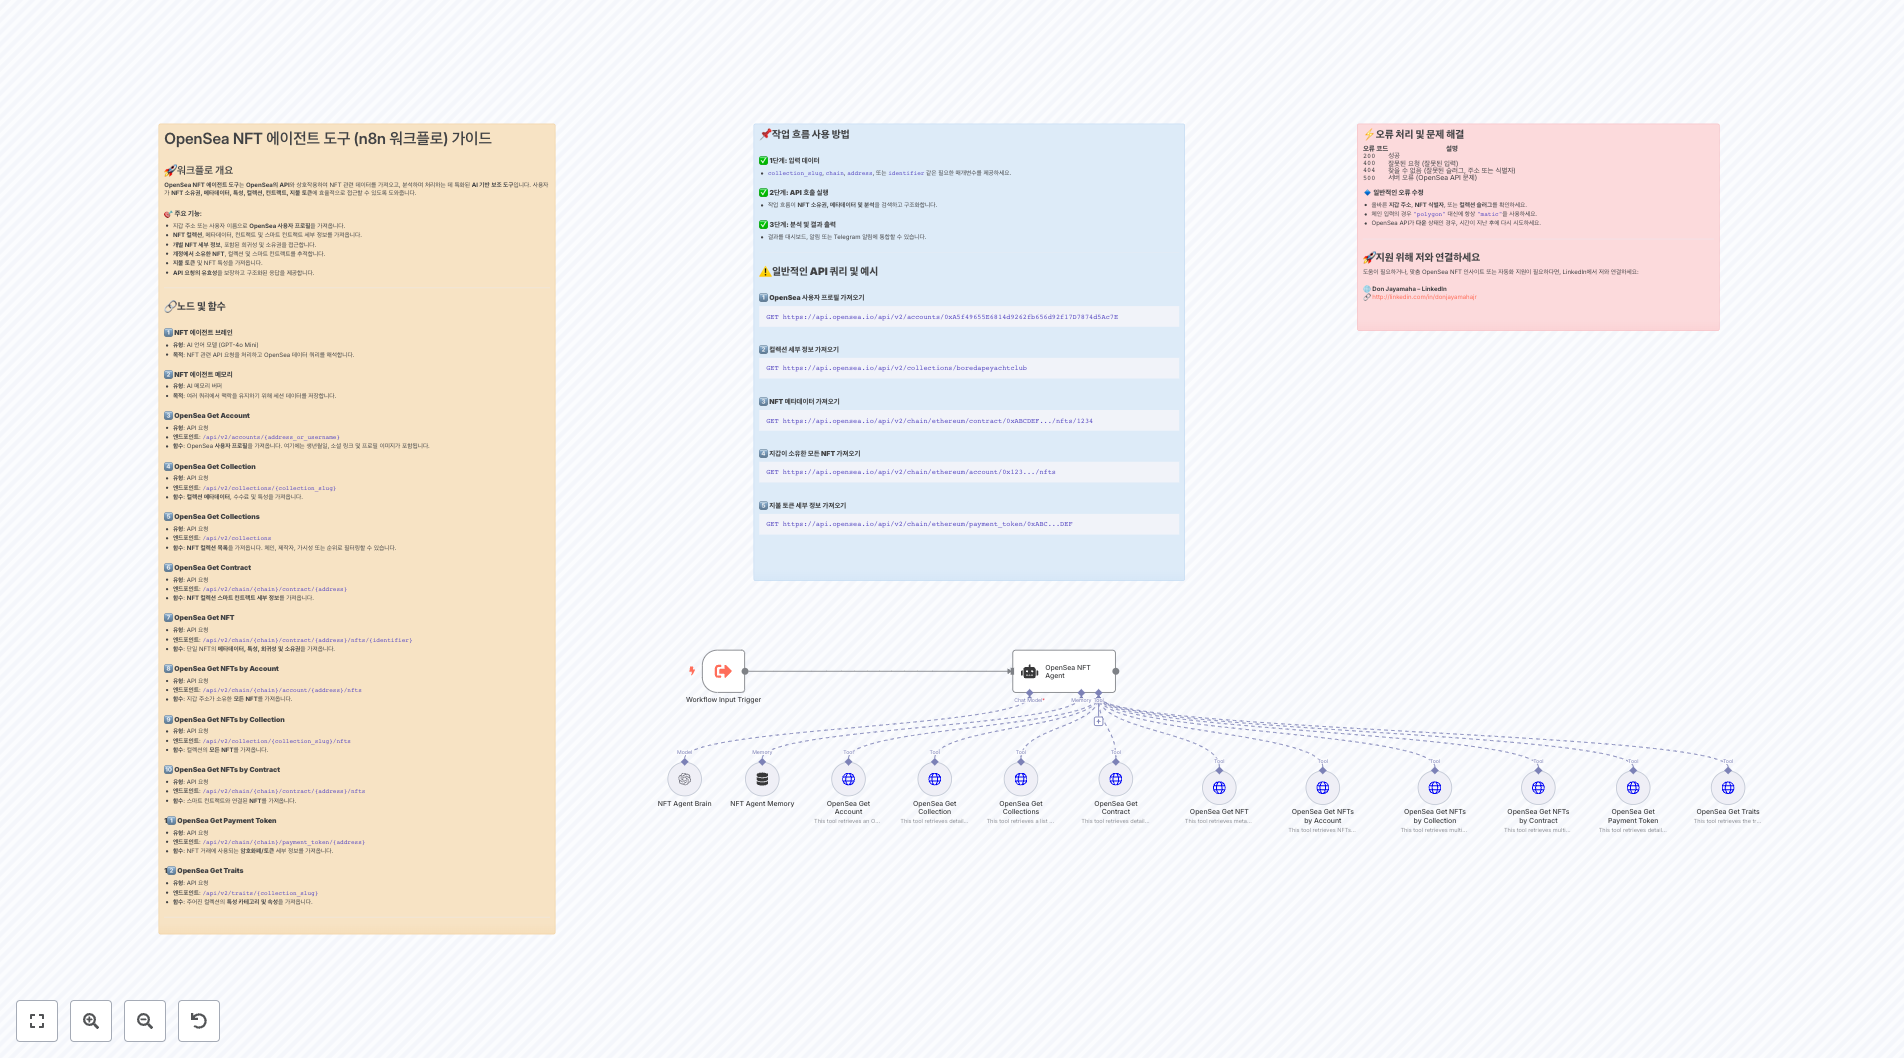 OpenSea NFT 에이전트 도구 (n8n 워크플로) 가이드
🚀워크플로 개요
OpenSea NFT 에이전트 도구는 OpenSea의 API와 상호작용하여 NFT 관련 데이터를 가져오고, 분석하며 처리하는 데 특화된 AI 기반 보조 도구입니다. 사용자
가 NFT 소유권, 메타데이터, 특성, 컬렉션, 컨트랙트, 지불 토큰에 효율적으로 접근할 수 있도록 도와줍니다.
🎯 주요 기능:
• 지갑 주소 또는 사용자 이름으로 OpenSea 사용자 프로필을 가져옵니다.
• NFT 컬렉션, 메타데이터, 컨트랙트 및 스마트 컨트랙트 세부 정보를 가져옵니다.
• 개별 NFT 세부 정보, 포함된 희귀성 및 소유권을 접근합니다.
• 계정에서 소유한 NFT, 컬렉션 및 스마트 컨트랙트를 추적합니다.
• 지불 토큰 및 NFT 특성을 가져옵니다.
• API 요청의 유효성을 보장하고 구조화된 응답을 제공합니다.
🔗노드 및 함수
1️⃣ NFT 에이전트 브레인
• 유형: AI 언어 모델 (GPT-4o Mini)
• 목적: NFT 관련 API 요청을 처리하고 OpenSea 데이터 쿼리를 해석합니다.
2️⃣ NFT 에이전트 메모리
• 유형: AI 메모리 버퍼
• 목적: 여러 쿼리에서 맥락을 유지하기 위해 세션 데이터를 저장합니다.
3️⃣ OpenSea Get Account
• 유형: API 요청
• 엔드포인트: /api/v2/accounts/{address_or_username}
• 함수: OpenSea 사용자 프로필을 가져옵니다. 여기에는 생년월일, 소셜 링크 및 프로필 이미지가 포함됩니다.
4️⃣ OpenSea Get Collection
• 유형: API 요청
• 엔드포인트: /api/v2/collections/{collection_slug}
• 함수: 컬렉션 메타데이터, 수수료 및 특성을 가져옵니다.
5️⃣ OpenSea Get Collections
• 유형: API 요청
• 엔드포인트: /api/v2/collections
• 함수: NFT 컬렉션 목록을 가져옵니다. 체인, 제작자, 가시성 또는 순위로 필터링할 수 있습니다.
6️⃣ OpenSea Get Contract
• 유형: API 요청
• 엔드포인트: /api/v2/chain/{chain}/contract/{address}
• 함수: NFT 컬렉션 스마트 컨트랙트 세부 정보를 가져옵니다.
7️⃣ OpenSea Get NFT
• 유형: API 요청
• 엔드포인트: /api/v2/chain/{chain}/contract/{address}/nfts/{identifier}
• 함수: 단일 NFT의 메타데이터, 특성, 희귀성 및 소유권을 가져옵니다.
8️⃣ OpenSea Get NFTs by Account
• 유형: API 요청
• 엔드포인트: /api/v2/chain/{chain}/account/{address}/nfts
• 함수: 지갑 주소가 소유한 모든 NFT를 가져옵니다.
9️⃣ OpenSea Get NFTs by Collection
• 유형: API 요청
• 엔드포인트: /api/v2/collection/{collection_slug}/nfts
• 함수: 컬렉션의 모든 NFT를 가져옵니다.
🔟 OpenSea Get NFTs by Contract
• 유형: API 요청
• 엔드포인트: /api/v2/chain/{chain}/contract/{address}/nfts
• 함수: 스마트 컨트랙트와 연결된 NFT를 가져옵니다.
11️⃣ OpenSea Get Payment Token
• 유형: API 요청
• 엔드포인트: /api/v2/chain/{chain}/payment_token/{address}
• 함수: NFT 거래에 사용되는 암호화폐/토큰 세부 정보를 가져옵니다.
12️⃣ OpenSea Get Traits
• 유형: API 요청
• 엔드포인트: /api/v2/traits/{collection_slug}
• 함수: 주어진 컬렉션의 특성 카테고리 및 속성을 가져옵니다.
📌작업 흐름 사용 방법
✅ 1단계: 입력 데이터
• collection_slug, chain, address, 또는 identifier 같은 필요한 매개변수를 제공하세요.
✅ 2단계: API 호출 실행
• 작업 흐름이 NFT 소유권, 메타데이터 및 분석을 검색하고 구조화합니다.
✅ 3단계: 분석 및 결과 출력
• 결과를 대시보드, 알림 또는 Telegram 알림에 통합할 수 있습니다.
⚠️일반적인 API 쿼리 및 예시
1️⃣ OpenSea 사용자 프로필 가져오기
GET https://api.opensea.io/api/v2/accounts/0xA5f49655E6814d9262fb656d92f17D7874d5Ac7E
2️⃣ 컬렉션 세부 정보 가져오기
GET https://api.opensea.io/api/v2/collections/boredapeyachtclub
3️⃣ NFT 메타데이터 가져오기
GET https://api.opensea.io/api/v2/chain/ethereum/contract/0xABCDEF.../nfts/1234
4️⃣ 지갑이 소유한 모든 NFT 가져오기
GET https://api.opensea.io/api/v2/chain/ethereum/account/0x123.../nfts
5️⃣ 지불 토큰 세부 정보 가져오기
GET https://api.opensea.io/api/v2/chain/ethereum/payment_token/0xABC...DEF
⚡오류 처리 및 문제 해결
오류 코드 설명
200 성공
400 잘못된 요청 (잘못된 입력)
404 찾을 수 없음 (잘못된 슬러그, 주소 또는 식별자)
500 서버 오류 (OpenSea API 문제)
🔹 일반적인 오류 수정
• 올바른 지갑 주소, NFT 식별자, 또는 컬렉션 슬러그를 확인하세요.
• 체인 입력의 경우 "polygon" 대신에 항상 "matic"을 사용하세요.
• OpenSea API가 다운 상태인 경우, 시간이 지난 후에 다시 시도하세요.
🚀지원 위해 저와 연결하세요
도움이 필요하거나, 맞춤 OpenSea NFT 인사이트 또는 자동화 지원이 필요하다면, LinkedIn에서 저와 연결하세요:
🌐 Don Jayamaha – LinkedIn
🔗 http://linkedin.com/in/donjayamahajr
Workflow Input Trigger
OpenSea NFT
Agent
Chat Model*
Memory
Tool
Model
Memory
Tool
Tool
Tool
Tool
Tool
Tool
Tool
Tool
Tool
Tool
NFT Agent Brain
NFT Agent Memory
OpenSea Get
Account
This tool retrieves an O...
OpenSea Get
Collection
This tool retrieves detail...
OpenSea Get
Collections
This tool retrieves a list ...
OpenSea Get
Contract
This tool retrieves detail...
OpenSea Get NFT
This tool retrieves meta...
OpenSea Get NFTs
by Account
This tool retrieves NFTs...
OpenSea Get NFTs
by Collection
This tool retrieves multi...
OpenSea Get NFTs
by Contract
This tool retrieves multi...
OpenSea Get
Payment Token
This tool retrieves detail...
OpenSea Get Traits
This tool retrieves the tr...